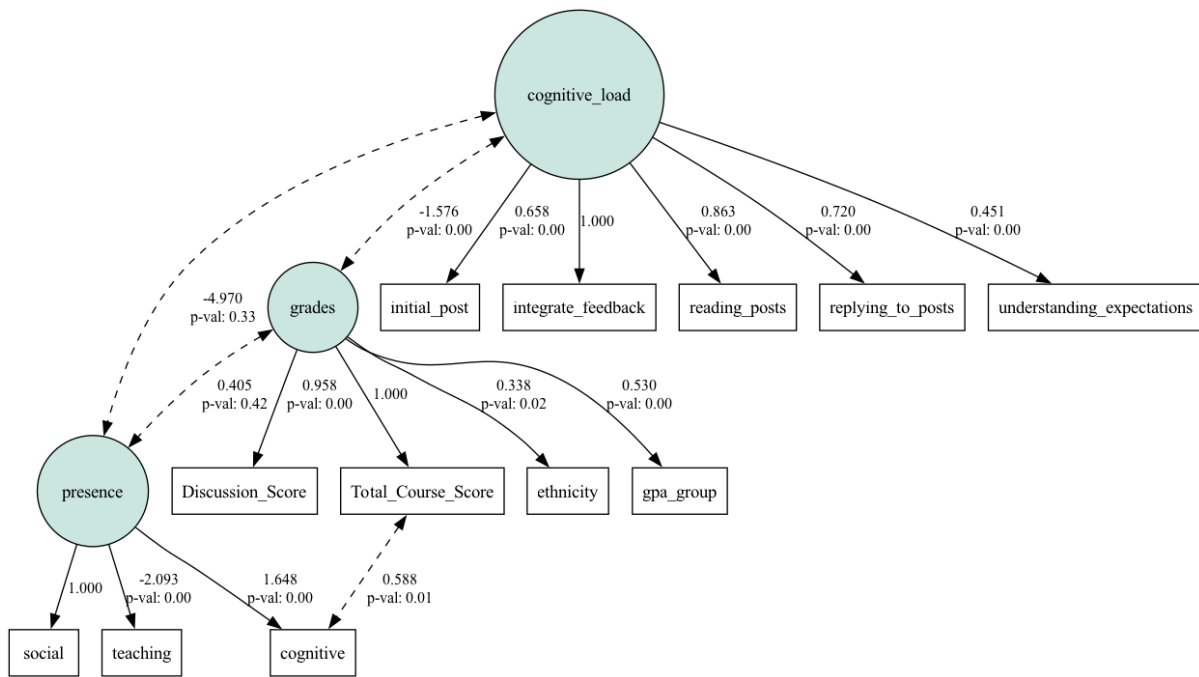 cognitive_load
-1.576
p-val: 0.00
0.658
p-val: 0.00
1.000
0.863
p-val: 0.00
0.720
p-val: 0.00
0.451
p-val: 0.00
-4.970
p-val: 0.33
grades
initial_post
integrate_feedback
reading_posts
replying_to_posts
understanding_expectations
0.405
p-val: 0.42
0.958
p-val: 0.00
1.000
0.338
p-val: 0.02
0.530
p-val: 0.00
presence
Discussion_Score
Total_Course_Score
ethnicity
gpa_group
1.000
-2.093
p-val: 0.00
1.648
p-val: 0.00
0.588
p-val: 0.01
social
teaching
cognitive